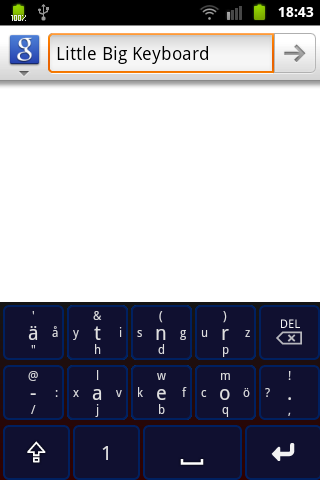 100%
18:43
g
Little Big Keyboard
' & ( ) DEL
ä å y t i s n g u r z
" h d p
@ l w m !
- : x a v k e f c o ö ? .
/ j b q ,
1